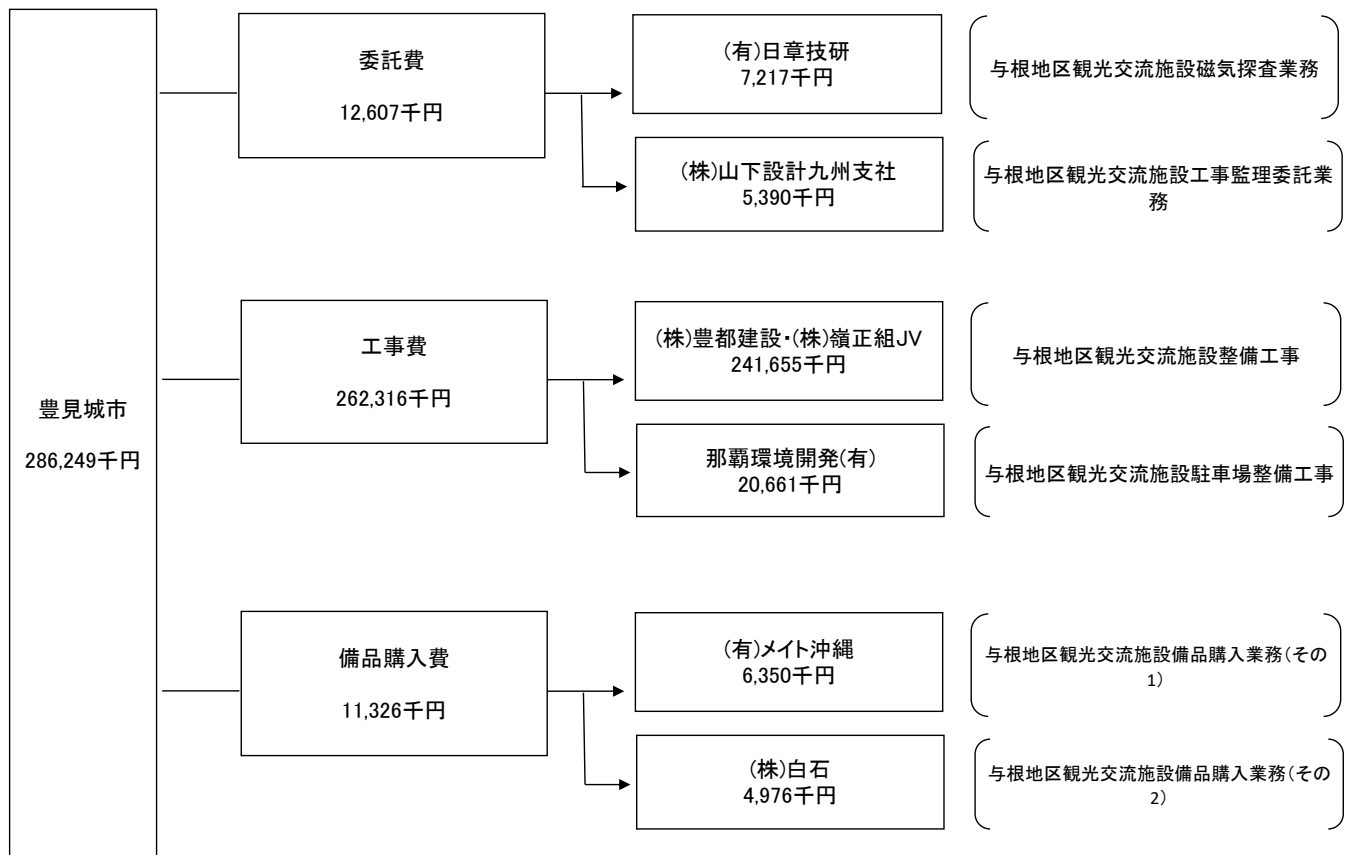 豊見城市
286,249千円
委託費
12,607千円
(有)日章技研
7,217千円
与根地区観光交流施設磁気探査業務
(株)山下設計九州支社
5,390千円
与根地区観光交流施設工事監理委託業
務
工事費
262,316千円
(株)豊都建設・(株)嶺正組JV
241,655千円
与根地区観光交流施設整備工事
那覇環境開発(有)
20,661千円
与根地区観光交流施設駐車場整備工事
備品購入費
11,326千円
(有)メイト沖縄
6,350千円
与根地区観光交流施設備品購入業務(その
1)
(株)白石
4,976千円
与根地区観光交流施設備品購入業務(その
2)